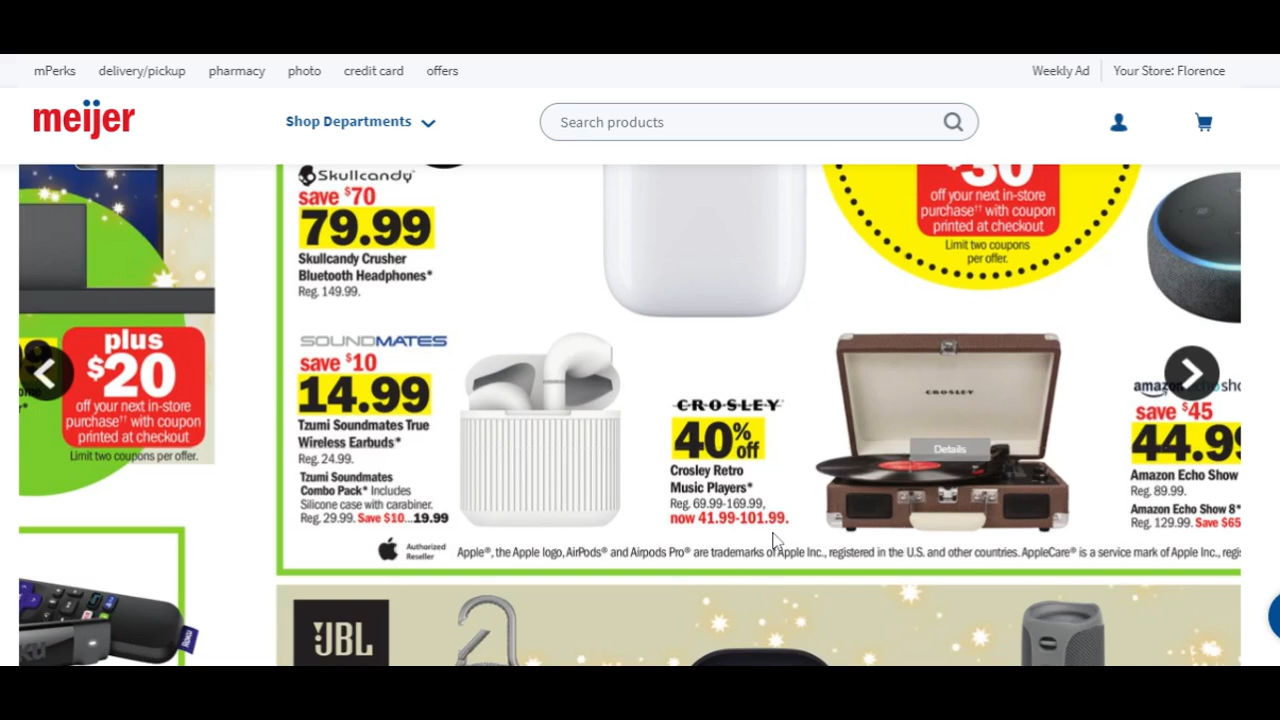 mPerks delivery/pickup pharmacy photo credit card offers
Weekly Ad Your Store: Florence
meijer
Shop Departments
Search products
plus
$20
off your next in-store
purchase†† with coupon
printed at checkout
Limit two coupons per offer.
Skullcandy
save $70
79.99
Skullcandy Crusher
Bluetooth Headphones*
Reg. 149.99.
SOUNDMATES
save $10
14.99
Tzumi Soundmates True
Wireless Earbuds*
Reg. 24.99.
Tzumi Soundmates
Combo Pack* Includes
Silicone case with carabiner.
Reg. 29.99. Save $10...19.99
$30
off your next in-store
purchase†† with coupon
printed at checkout
Limit two coupons
per offer.
CROSLEY
40% off
Crosley Retro
Music Players*
Reg. 69.99-169.99,
now 41.99-101.99.
CROSLEY
Details
save $45
44.99
Amazon Echo Show
Reg. 89.99.
Amazon Echo Show 8*
Reg. 129.99. Save $65
Authorized
Reseller
Apple®, the Apple logo, AirPods® and Airpods Pro® are trademarks of Apple Inc., registered in the U.S. and other countries. AppleCare® is a service mark of Apple Inc., regi
JBL
Roku